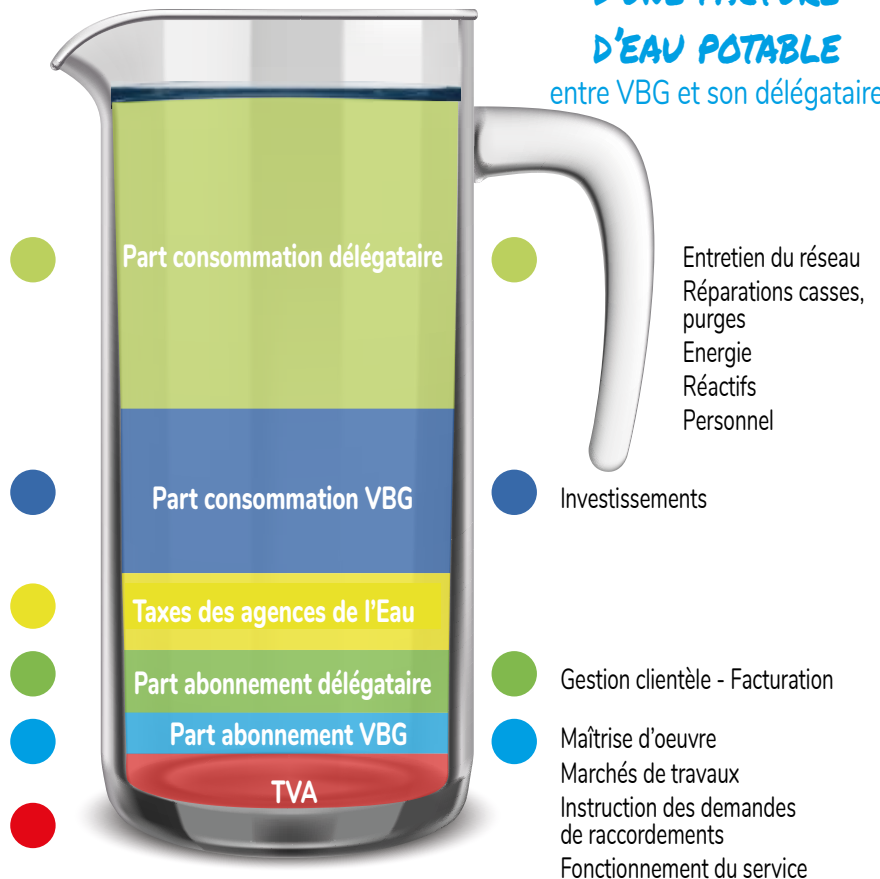 D'EAU POTABLE
entre VBG et son délégataire
Part consommation délégataire
Entretien du réseau
Réparations casses,
purges
Energie
Réactifs
Personnel
Part consommation VBG
Investissements
Taxes des agences de l'Eau
Part abonnement délégataire
Gestion clientèle - Facturation
Part abonnement VBG
Maîtrise d'oeuvre
Marchés de travaux
TVA
Instruction des demandes
de raccordements
Fonctionnement du service